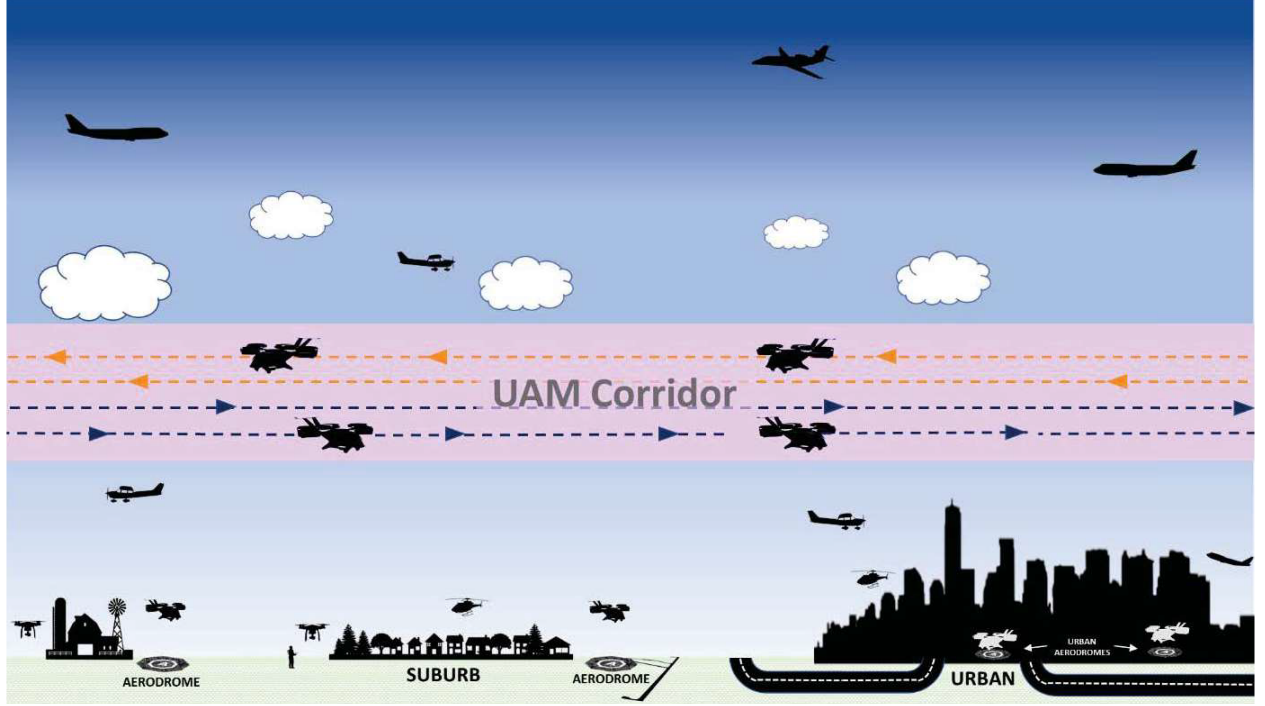 UAM Corridor
URBAN
AERODROMES
AERODROME
SUBURB
AERODROME
URBAN